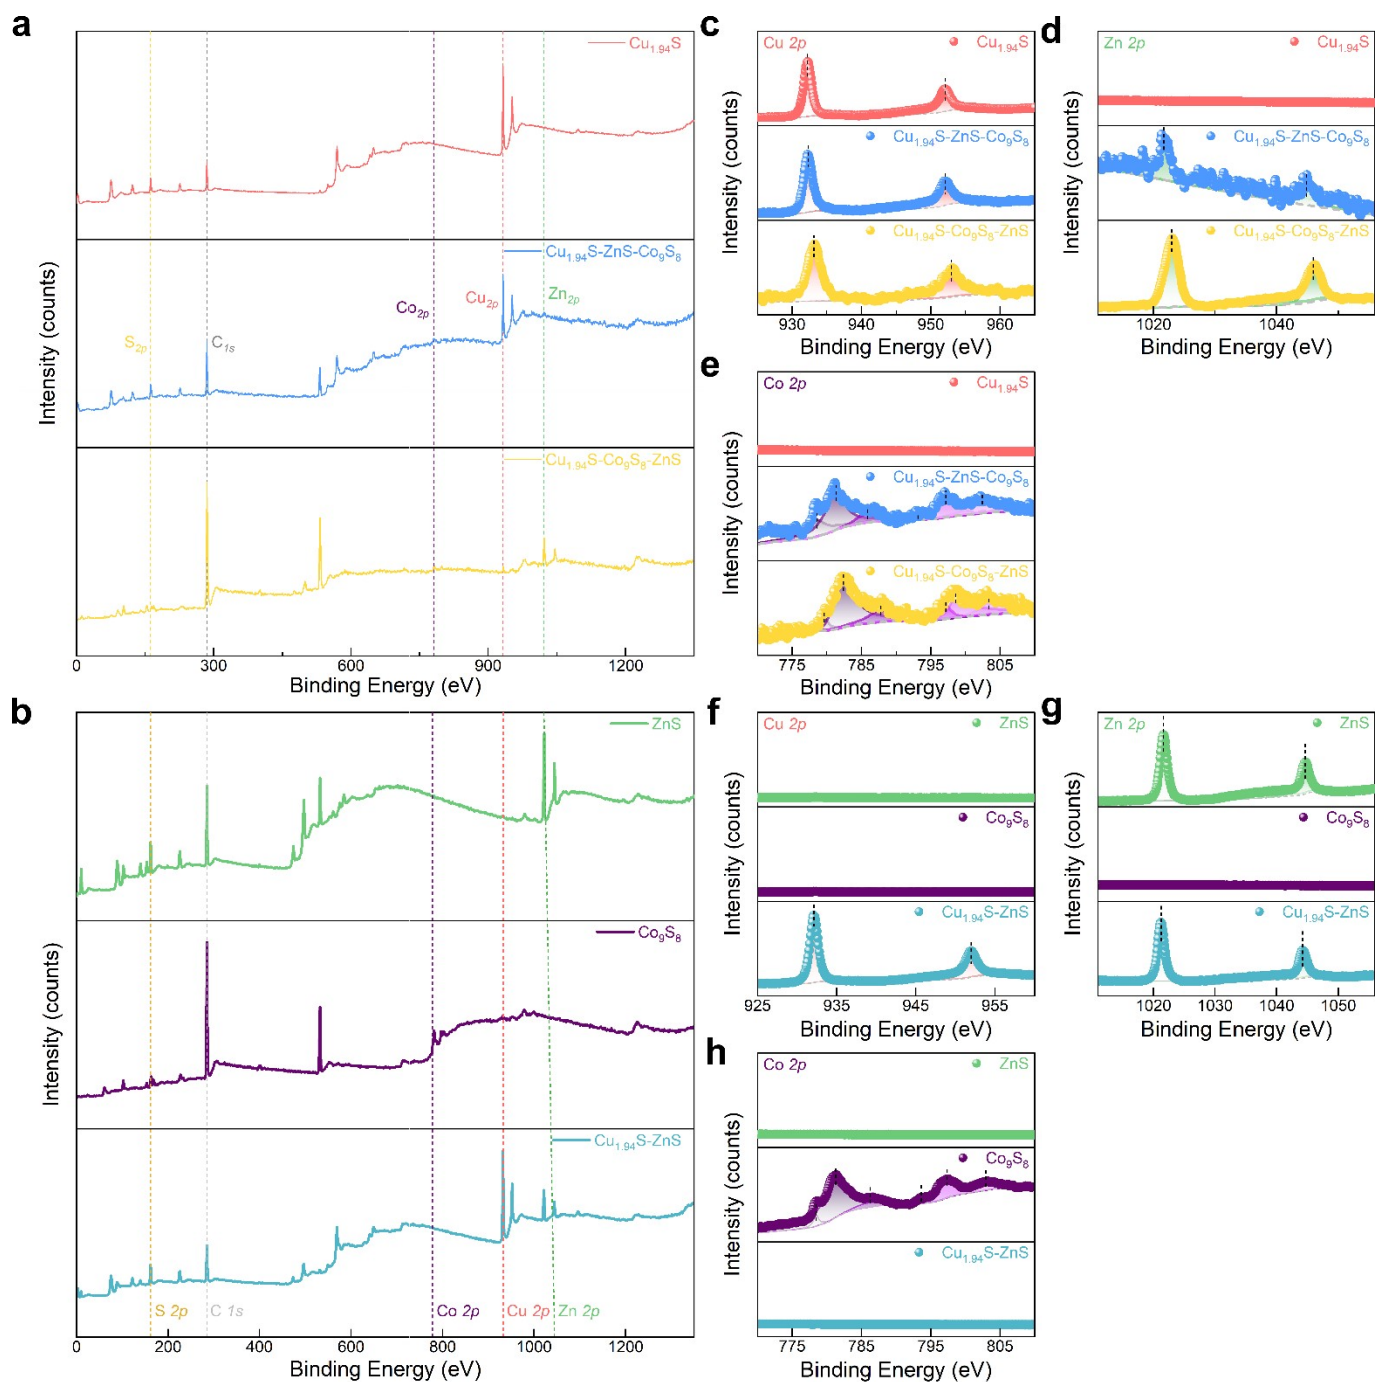 a
Cu1.94S
Cu1.94S-ZnS-Co9S8
Co2p
Cu2p
Zn2p
S2p
C1s
Cu1.94S-Co9S8-ZnS
Intensity (counts)
0 300 600 900 1200
Binding Energy (eV)
c
Cu 2p
Cu1.94S
Cu1.94S-ZnS-Co9S8
Cu1.94S-Co9S8-ZnS
Intensity (counts)
930 940 950 960
Binding Energy (eV)
d
Zn 2p
Cu1.94S
Cu1.94S-ZnS-Co9S8
Cu1.94S-Co9S8-ZnS
Intensity (counts)
1020 1040
Binding Energy (eV)
e
Co 2p
Cu1.94S
Cu1.94S-ZnS-Co9S8
Cu1.94S-Co9S8-ZnS
Intensity (counts)
775 785 795 805
Binding Energy (eV)
b
ZnS
Co9S8
Cu1.94S-ZnS
S 2p
C 1s
Co 2p
Cu 2p
Zn 2p
Intensity (counts)
0 200 400 600 800 1000 1200
Binding Energy (eV)
f
Cu 2p
ZnS
Co9S8
Cu1.94S-ZnS
Intensity (counts)
925 935 945 955
Binding Energy (eV)
g
Zn 2p
ZnS
Co9S8
Cu1.94S-ZnS
Intensity (counts)
1020 1030 1040 1050
Binding Energy (eV)
h
Co 2p
ZnS
Co9S8
Cu1.94S-ZnS
Intensity (counts)
775 785 795 805
Binding Energy (eV)